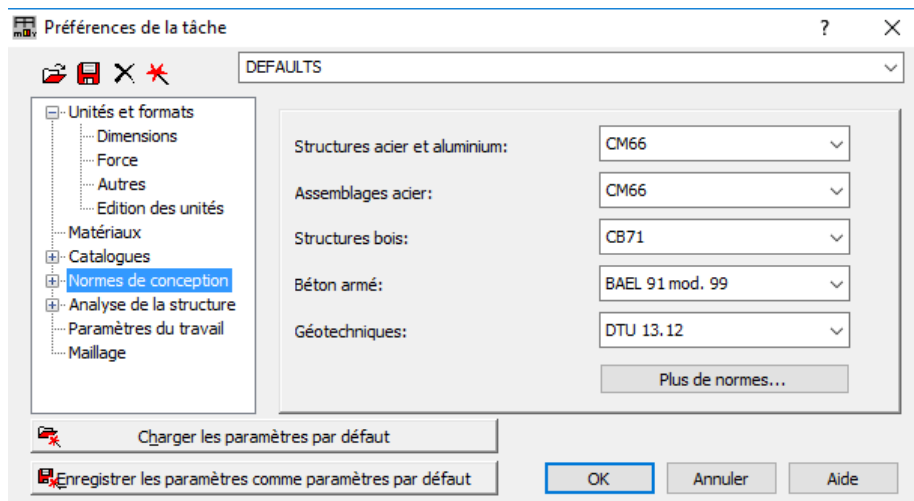 Préférences de la tâche
DEFAULTS
Unités et formats
Dimensions
Force
Autres
Edition des unités
Matériaux
Catalogues
Normes de conception
Analyse de la structure
Paramètres du travail
Maillage
Structures acier et aluminium:
CM66
Assemblages acier:
CM66
Structures bois:
CB71
Béton armé:
BAEL 91 mod. 99
Géotechniques:
DTU 13.12
Plus de normes...
Charger les paramètres par défaut
Enregistrer les paramètres comme paramètres par défaut
OK
Annuler
Aide